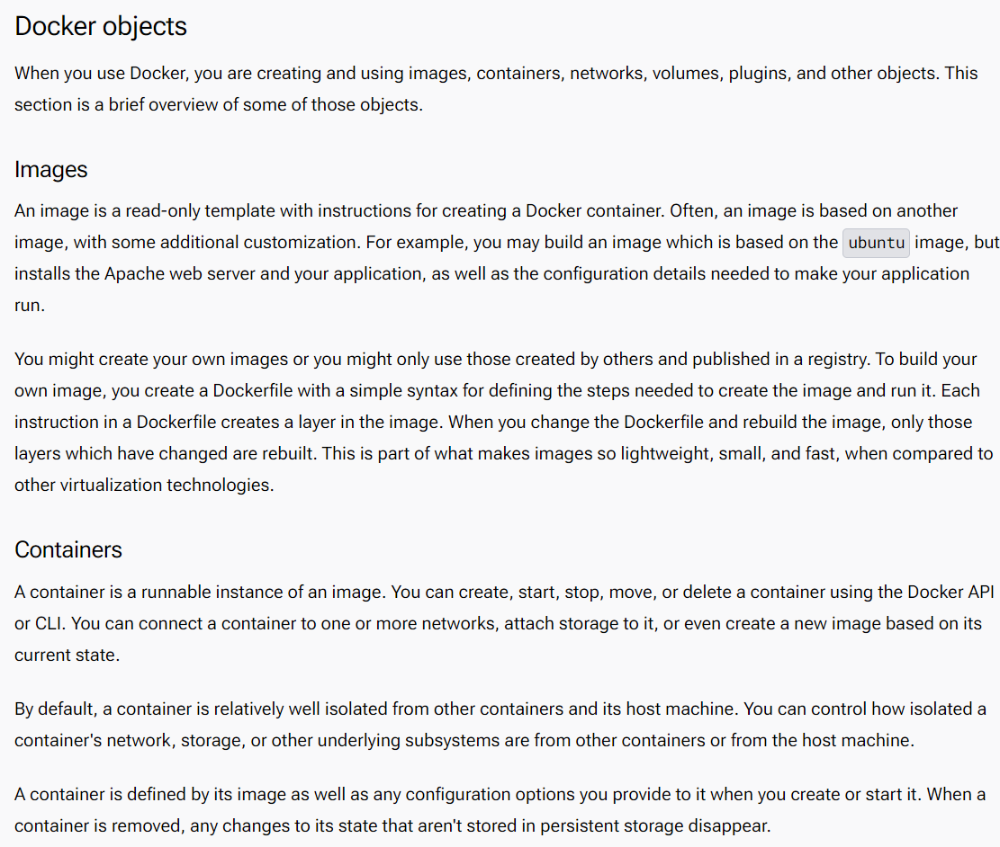 Docker objects
When you use Docker, you are creating and using images, containers, networks, volumes, plugins, and other objects. This
section is a brief overview of some of those objects.
Images
An image is a read-only template with instructions for creating a Docker container. Often, an image is based on another
image, with some additional customization. For example, you may build an image which is based on the ubuntu image, but
installs the Apache web server and your application, as well as the configuration details needed to make your application
run.
You might create your own images or you might only use those created by others and published in a registry. To build your
own image, you create a Dockerfile with a simple syntax for defining the steps needed to create the image and run it. Each
instruction in a Dockerfile creates a layer in the image. When you change the Dockerfile and rebuild the image, only those
layers which have changed are rebuilt. This is part of what makes images so lightweight, small, and fast, when compared to
other virtualization technologies.
Containers
A container is a runnable instance of an image. You can create, start, stop, move, or delete a container using the Docker API
or CLI. You can connect a container to one or more networks, attach storage to it, or even create a new image based on its
current state.
By default, a container is relatively well isolated from other containers and its host machine. You can control how isolated a
container's network, storage, or other underlying subsystems are from other containers or from the host machine.
A container is defined by its image as well as any configuration options you provide to it when you create or start it. When a
container is removed, any changes to its state that aren't stored in persistent storage disappear.